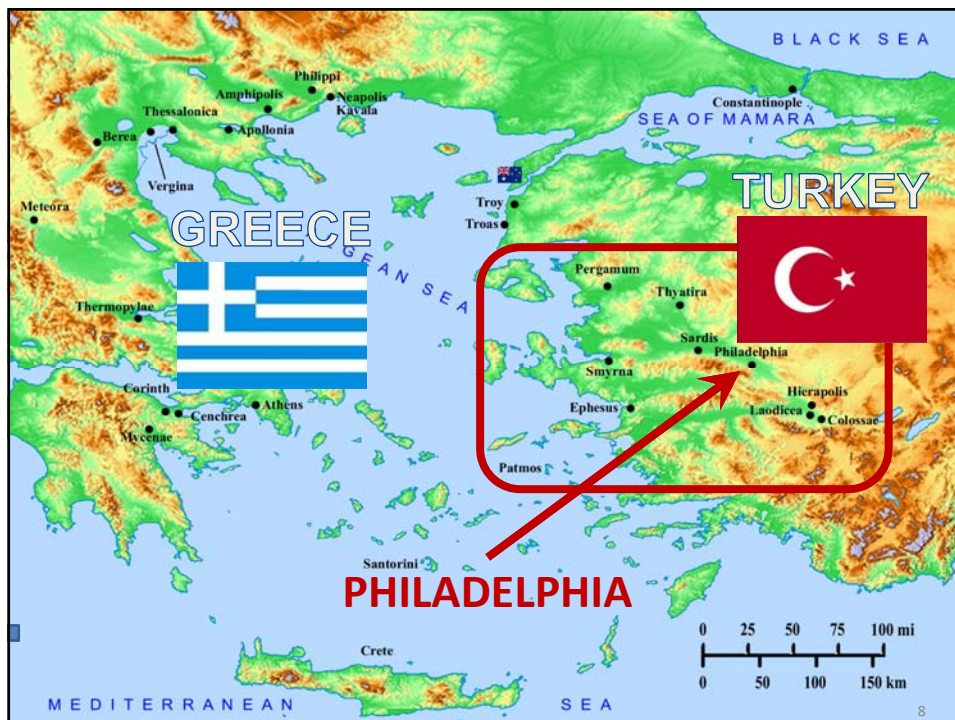 BLACK SEA
Philippi
Amphipolis
Neapolis
Kavala
Constantinople
Thessalonica
SEA OF MAMARA
Apollonia
Berea
Vergina
TURKEY
Troy
Meteora
GREECE
Troas
EGEAN SEA
Pergamum
Thyatira
Thermopylae
Sardis
Philadelphia
Smyrna
Corinth
Hierapolis
Athens
Ephesus
Laodicea
Cenchrea
Colossae
Mycenae
Patmos
Santorini
PHILADELPHIA
0 25 50 75 100 mi
Crete
0 50 100 150 km
MEDITERRANEAN SEA
8